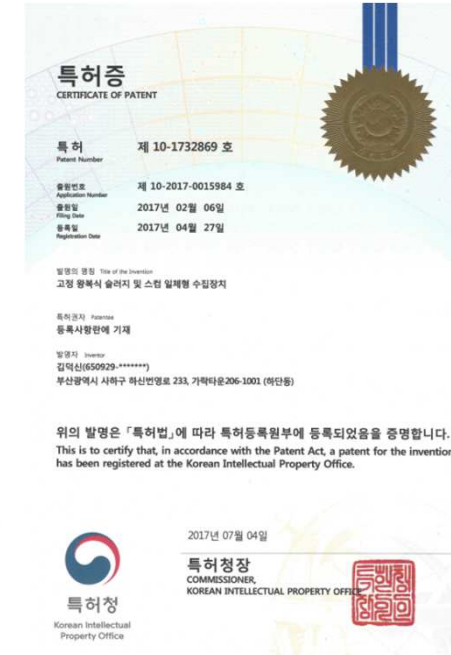 특허증
CERTIFICATE OF PATENT
특 허 제 10-1732869 호
Patent Number
출원번호 제 10-2017-0015984 호
Application Number
출원일 2017년 02월 06일
Filing Date
등록일 2017년 04월 27일
Registration Date
발명의 명칭 Title of the Invention
고정 왕복식 슬러지 및 스컴 일체형 수집장치
특허권자 Patentee
등록사항란에 기재
발명자 Inventor
김덕신(650929-*******)
부산광역시 사하구 하신번영로 233, 가락타운206-1001 (하단동)
위의 발명은 「특허법」에 따라 특허등록원부에 등록되었음을 증명합니다.
This is to certify that, in accordance with the Patent Act, a patent for the invention
has been registered at the Korean Intellectual Property Office.
2017년 07월 04일
특허청장
COMMISSIONER,
KOREAN INTELLECTUAL PROPERTY OFFICE
특허청
Korean Intellectual
Property Office